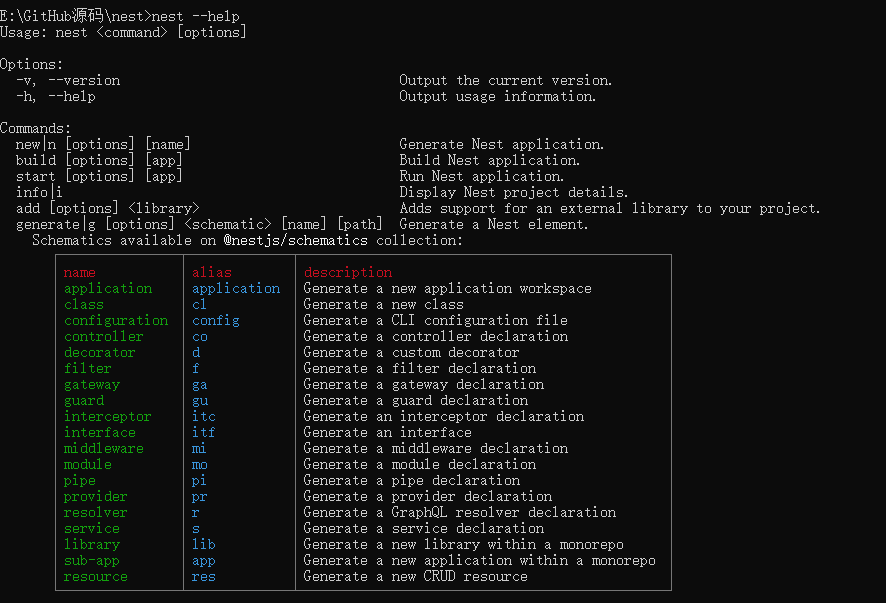 E:\GitHub源码\nest>nest --help
Usage: nest <command> [options]
Options:
-v, --version Output the current version.
-h, --help Output usage information.
Commands:
new|n [options] [name] Generate Nest application.
build [options] [app] Build Nest application.
start [options] [app] Run Nest application.
info|i Display Nest project details.
add [options] <library> Adds support for an external library to your project.
generate|g [options] <schematic> [name] [path] Generate a Nest element.
Schematics available on @nestjs/schematics collection:
name alias description
application application Generate a new application workspace
class cl Generate a new class
configuration config Generate a CLI configuration file
controller co Generate a controller declaration
decorator d Generate a custom decorator
filter f Generate a filter declaration
gateway ga Generate a gateway declaration
guard gu Generate a guard declaration
interceptor itc Generate an interceptor declaration
interface itf Generate an interface
middleware mi Generate a middleware declaration
module mo Generate a module declaration
pipe pi Generate a pipe declaration
provider pr Generate a provider declaration
resolver r Generate a GraphQL resolver declaration
service s Generate a service declaration
library lib Generate a new library within a monorepo
sub-app app Generate a new application within a monorepo
resource res Generate a new CRUD resource